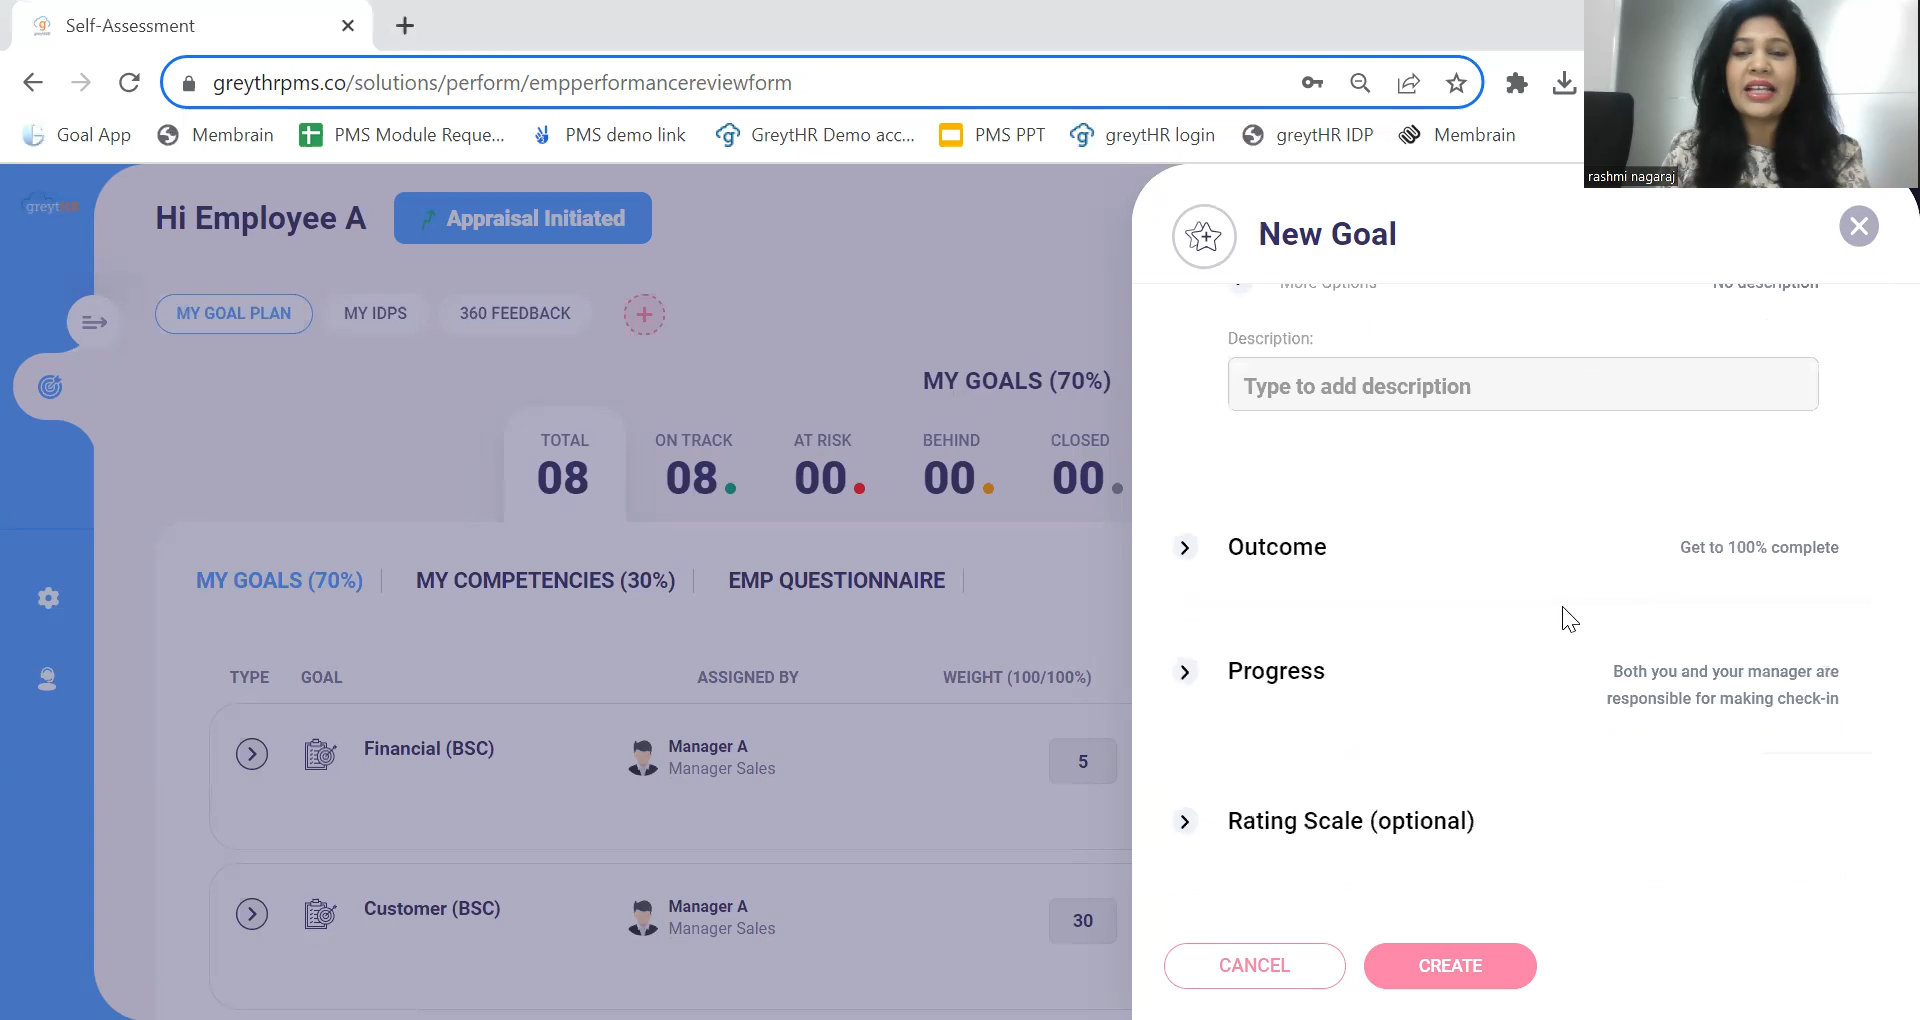 Self-Assessment
greythrpms.co/solutions/perform/empperformancereviewform
Goal App
Membrain
PMS Module Reque...
PMS demo link
GreytHR Demo acc...
PMS PPT
greytHR login
greytHR IDP
Membrain
rashmi nagaraj
greytHR
Hi Employee A
Appraisal Initiated
New Goal
MY GOAL PLAN
MY IDPS
360 FEEDBACK
More Options
No description
Description:
Type to add description
MY GOALS (70%)
TOTAL
ON TRACK
AT RISK
BEHIND
CLOSED
08
08
00
00
00
Outcome
Get to 100% complete
MY GOALS (70%)
MY COMPETENCIES (30%)
EMP QUESTIONNAIRE
TYPE
GOAL
ASSIGNED BY
WEIGHT (100/100%)
Progress
Both you and your manager are
responsible for making check-in
Financial (BSC)
Manager A
Manager Sales
5
Rating Scale (optional)
Customer (BSC)
Manager A
Manager Sales
30
CANCEL
CREATE